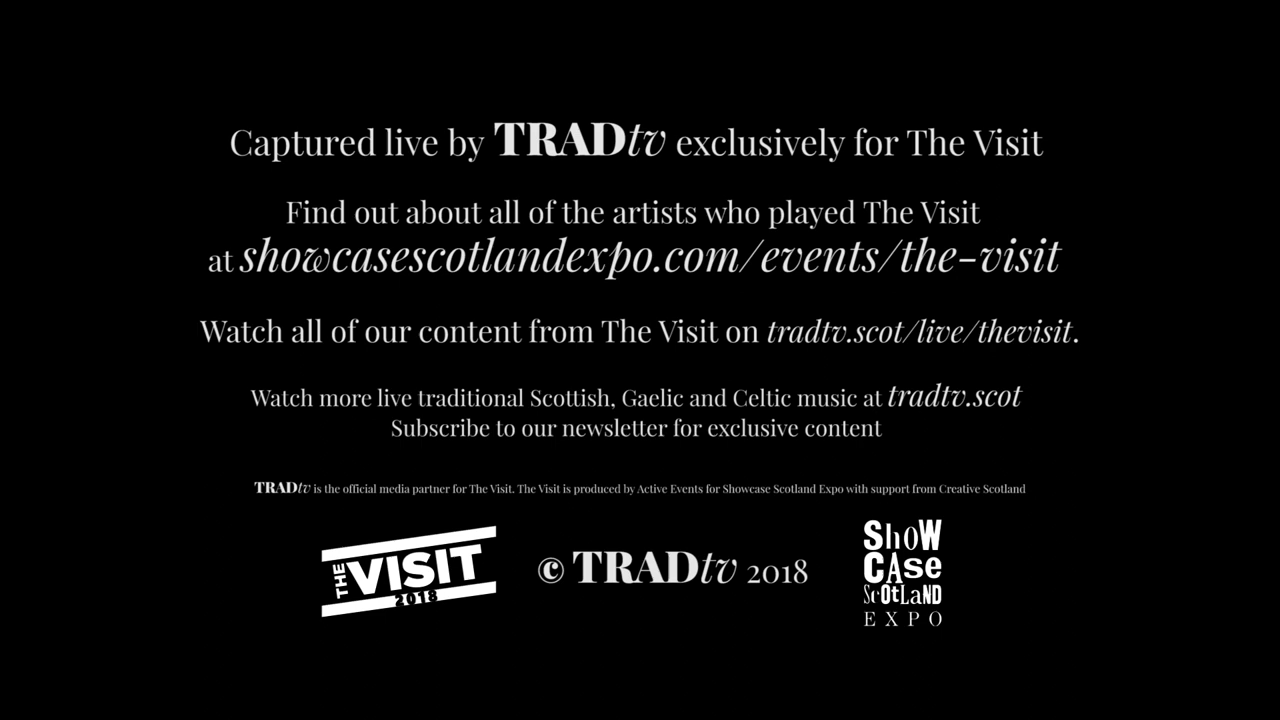 Captured live by TRADtv exclusively for The Visit
Find out about all of the artists who played The Visit
at showcasescotlandexpo.com/events/the-visit
Watch all of our content from The Visit on tradtv.scot/live/thevisit.
Watch more live traditional Scottish, Gaelic and Celtic music at tradtv.scot
Subscribe to our newsletter for exclusive content
TRADtv is the official media partner for The Visit. The Visit is produced by Active Events for Showcase Scotland Expo with support from Creative Scotland
THE VISIT
2018
© TRADtv 2018
ShoW
CAse
ScOtLaND
EXPO